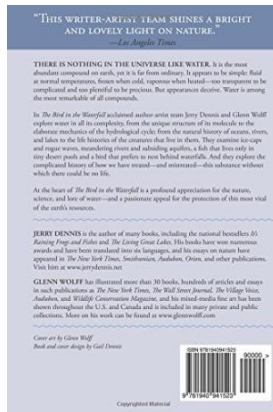 "THIS WRITER-ARTIST TEAM SHINES A BRIGHT
AND LOVELY LIGHT ON NATURE."
—Los Angeles Times
THERE IS NOTHING IN THE UNIVERSE LIKE WATER. It is the most
abundant compound on earth, yet it is far from ordinary. It appears to be simple: fluid
at normal temperatures, frozen when cold, vaporous when heated—too transparent to be
complicated and too plentiful to be precious. But appearances deceive. Water is among
the most remarkable of all compounds.
In The Bird in the Waterfall acclaimed author-artist team Jerry Dennis and Glenn Wolff
explore water in all its complexity, from the unique structure of its molecule to the
elaborate mechanics of the hydrological cycle; from the natural history of oceans, rivers,
and lakes to the life histories of the creatures that live in them. They examine ice-caps
and rogue waves, meandering rivers and subsiding aquifers, a fish that lives only in
tiny desert pools and a bird that prefers to nest behind waterfalls. And they explore the
complicated history of how we have treated—and mistreated—this substance without
which there could be no life.
At the heart of The Bird in the Waterfall is a profound appreciation for the nature,
science, and lore of water—and a passionate appeal for the protection of this most vital
of the earth's resources.
JERRY DENNIS is the author of many books, including the national bestsellers It's
Raining Frogs and Fishes and The Living Great Lakes. His books have won numerous
awards and have been translated into six languages, and his essays on nature have
appeared in The New York Times, Smithsonian, Audubon, Orion, and other publications.
Visit him at www.jerrydennis.net
GLENN WOLFF has illustrated more than 30 books, hundreds of articles and essays
in such publications as The New York Times, The Wall Street Journal, The Village Voice,
Audubon, and Wildlife Conservation Magazine, and his mixed-media fine art has been
shown throughout the U.S. and Canada and is included in many private and public
collections. More on his work can be found at www.glennwolff.com
Cover art by Glenn Wolff
Book and cover design by Gail Dennis
ISBN 9781940941523
90000 >
9 781940 941523
Copyrighted Material